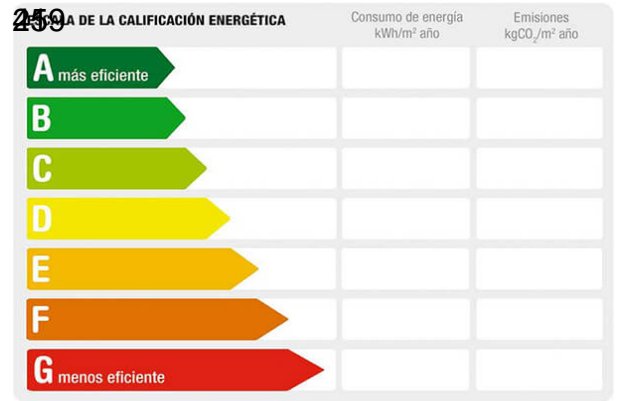 ESCALA DE LA CALIFICACIÓN ENERGÉTICA
Consumo de energía
kWh/m² año
Emisiones
kgCO₂/m² año
A más eficiente
B
C
D
E
F
G menos eficiente